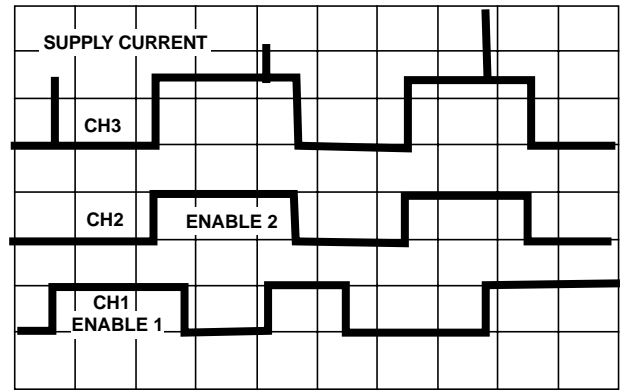 SUPPLY CURRENT
CH3
CH2
ENABLE 2
CH1
ENABLE 1